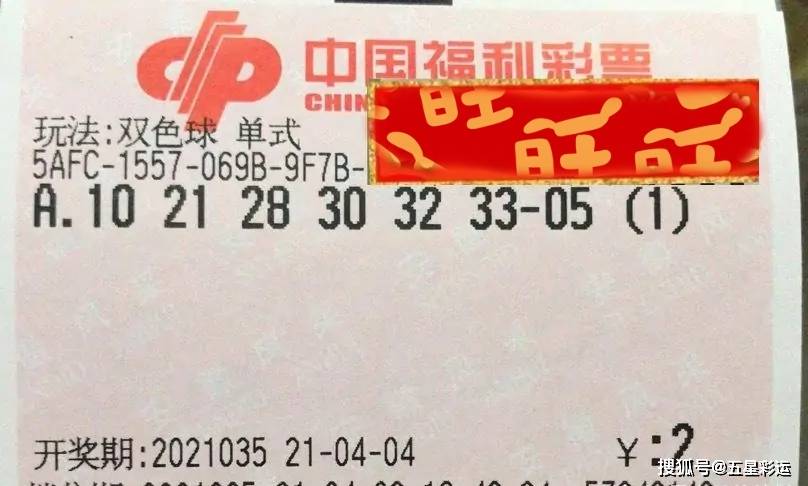 中国福利彩票
CHIN
旺 旺 旺
玩法:双色球 单式
5AFC-1557-069B-9F7B-
A.10 21 28 30 32 33-05 (1)
开奖期:2021035 21-04-04 ¥:2
搜狐号@五星彩运